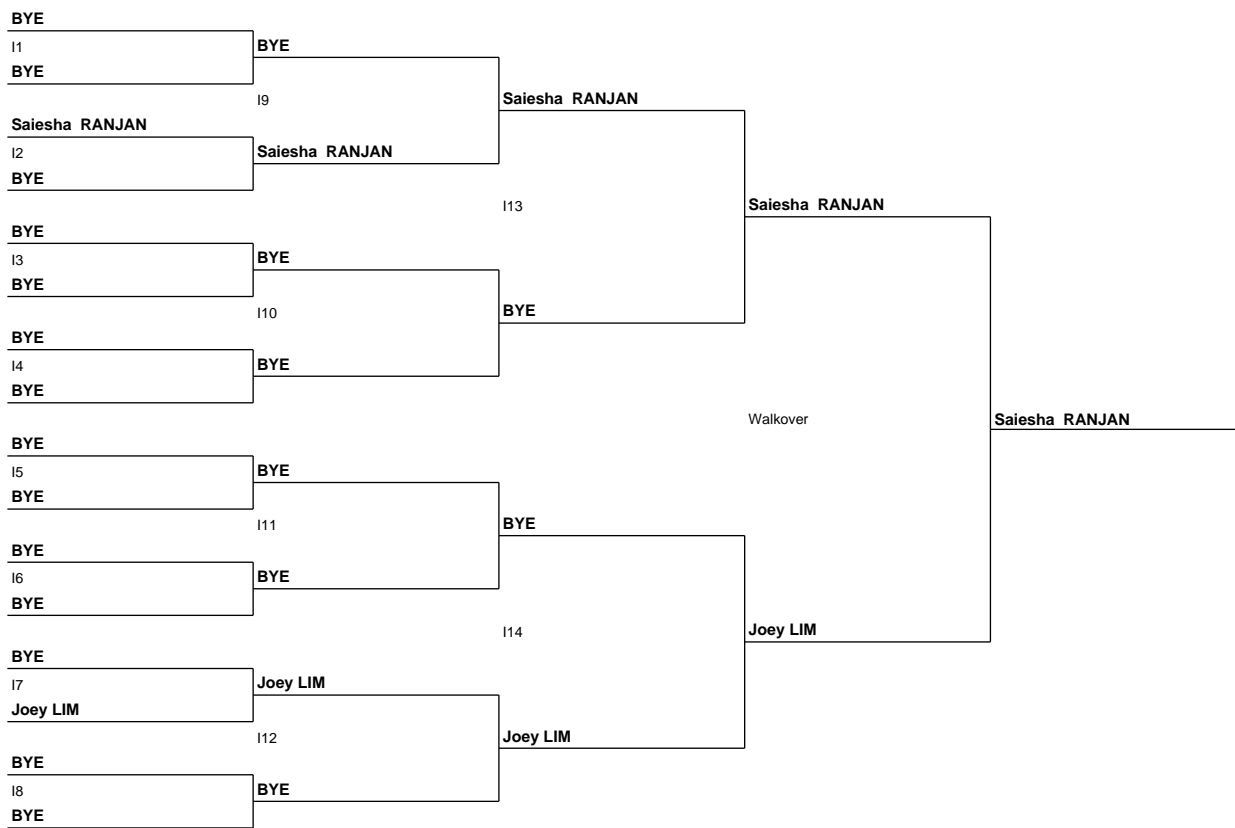 BYE
I1
BYE
BYE
I9
Saiesha RANJAN
Saiesha RANJAN
I2
Saiesha RANJAN
BYE
I13
Saiesha RANJAN
BYE
I3
BYE
BYE
I10
BYE
BYE
I4
BYE
BYE
Walkover
Saiesha RANJAN
BYE
I5
BYE
BYE
I11
BYE
BYE
I6
BYE
BYE
I14
Joey LIM
BYE
I7
Joey LIM
Joey LIM
I12
Joey LIM
BYE
I8
BYE
BYE